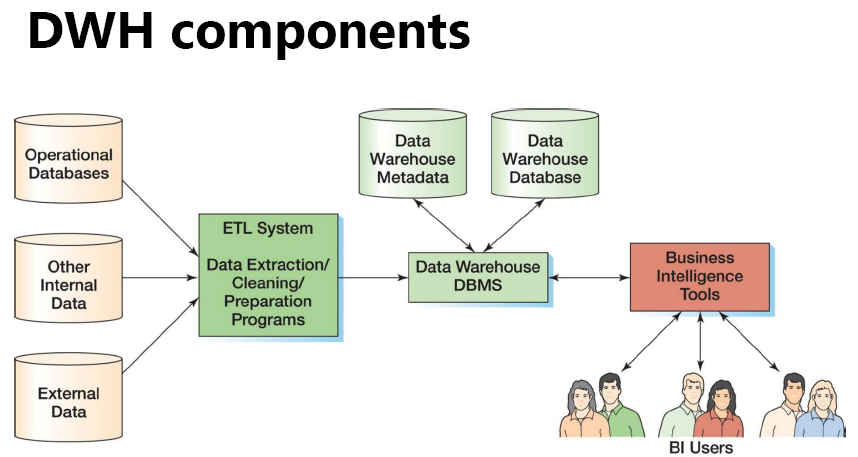 DWH components
Operational
Databases
Other
Internal
Data
External
Data
ETL System
Data Extraction/
Cleaning/
Preparation
Programs
Data
Warehouse
Metadata
Data
Warehouse
Database
Data Warehouse
DBMS
Business
Intelligence
Tools
BI Users